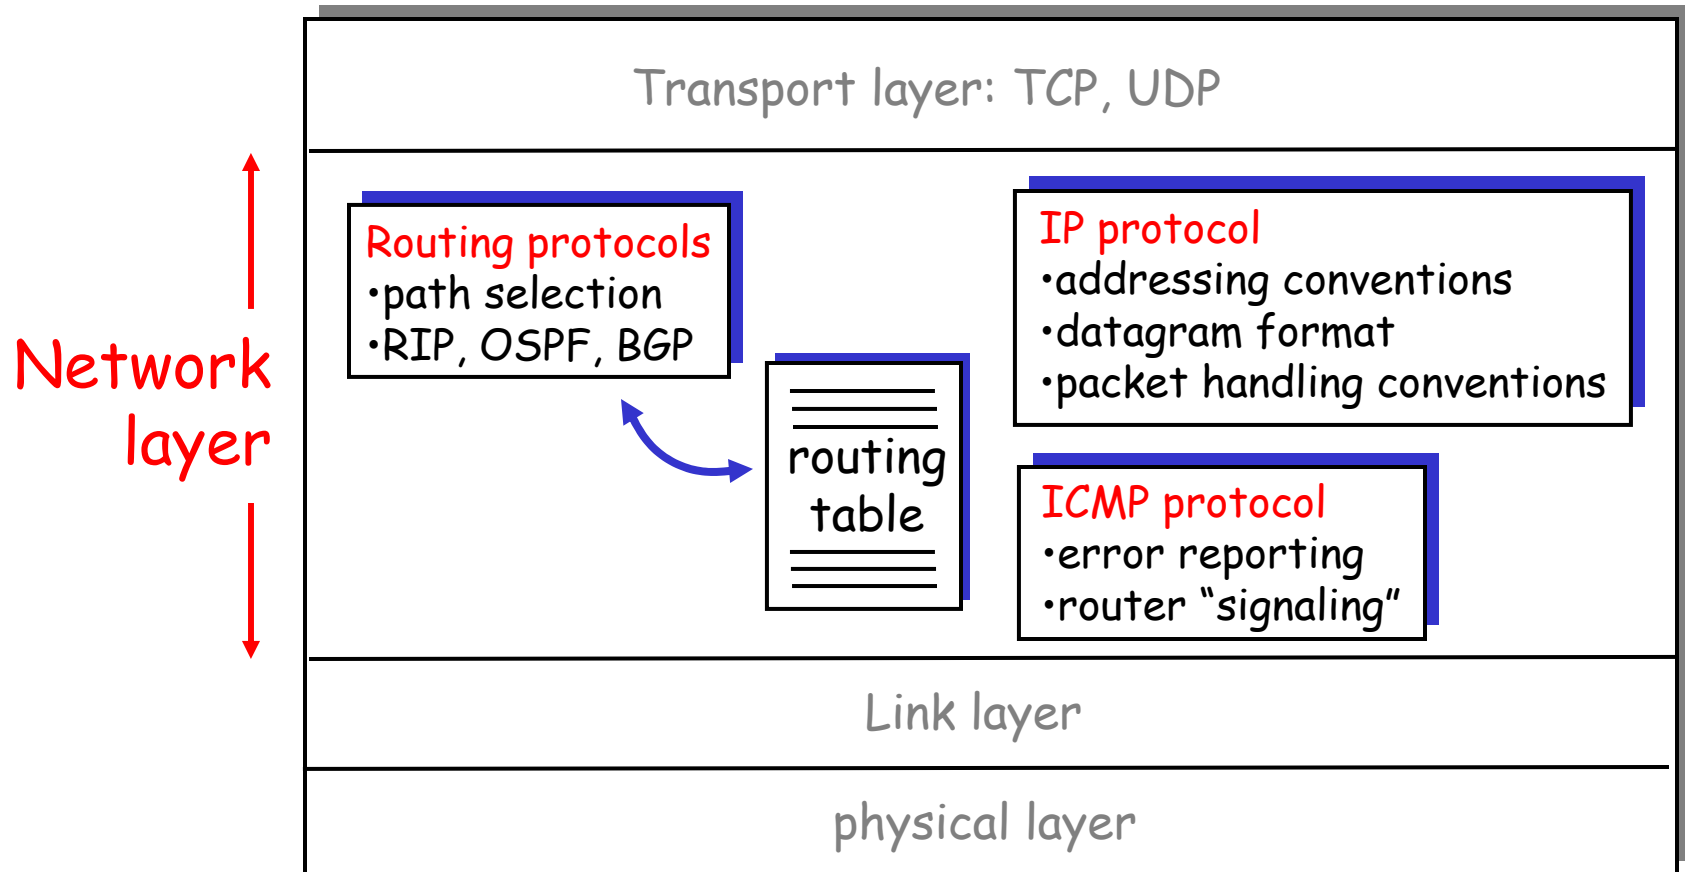 Transport layer: TCP, UDP
Network
layer
Routing protocols
•path selection
•RIP, OSPF, BGP
routing
table
IP protocol
•addressing conventions
•datagram format
•packet handling conventions
ICMP protocol
•error reporting
•router “signaling”
Link layer
physical layer